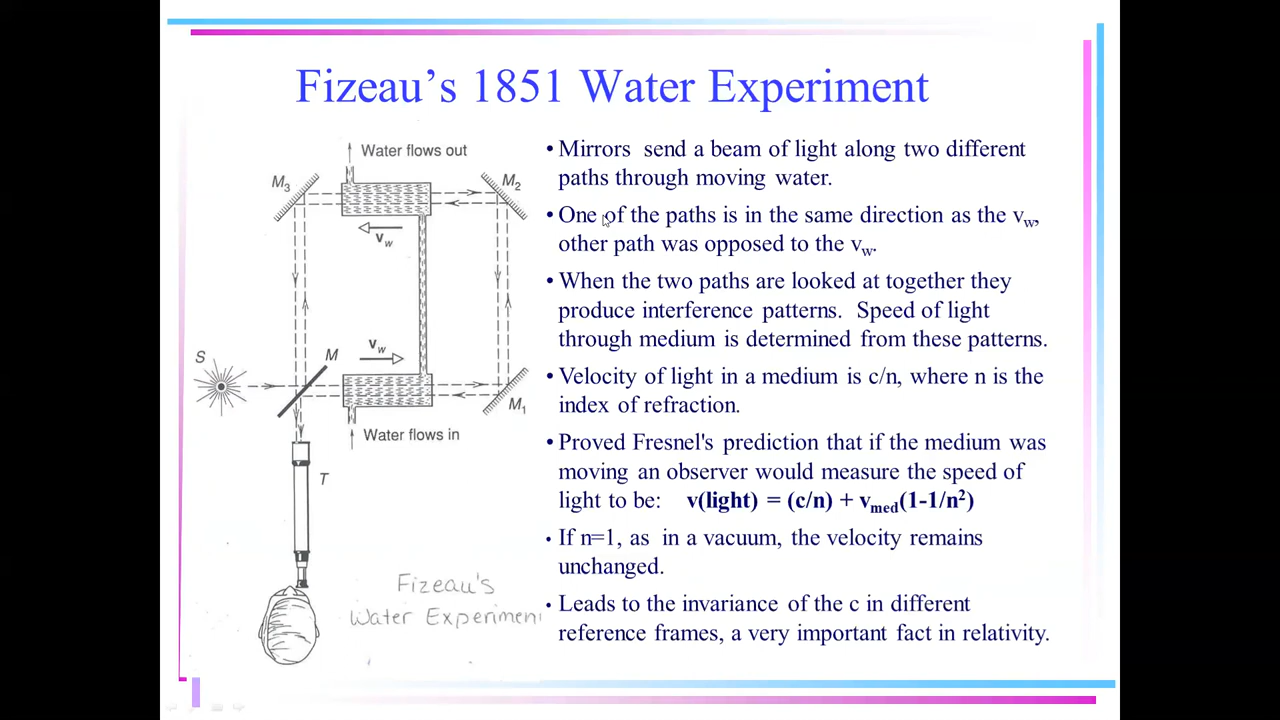 Fizeau's 1851 Water Experiment
Water flows out
M₃
M₂
v_w
S
M
v_w
M₁
Water flows in
T
Fizeau's
Water Experiment
• Mirrors send a beam of light along two different
paths through moving water.
• One of the paths is in the same direction as the v_w,
other path was opposed to the v_w.
• When the two paths are looked at together they
produce interference patterns. Speed of light
through medium is determined from these patterns.
• Velocity of light in a medium is c/n, where n is the
index of refraction.
• Proved Fresnel's prediction that if the medium was
moving an observer would measure the speed of
light to be: v(light) = (c/n) + v_med(1-1/n²)
• If n=1, as in a vacuum, the velocity remains
unchanged.
• Leads to the invariance of the c in different
reference frames, a very important fact in relativity.